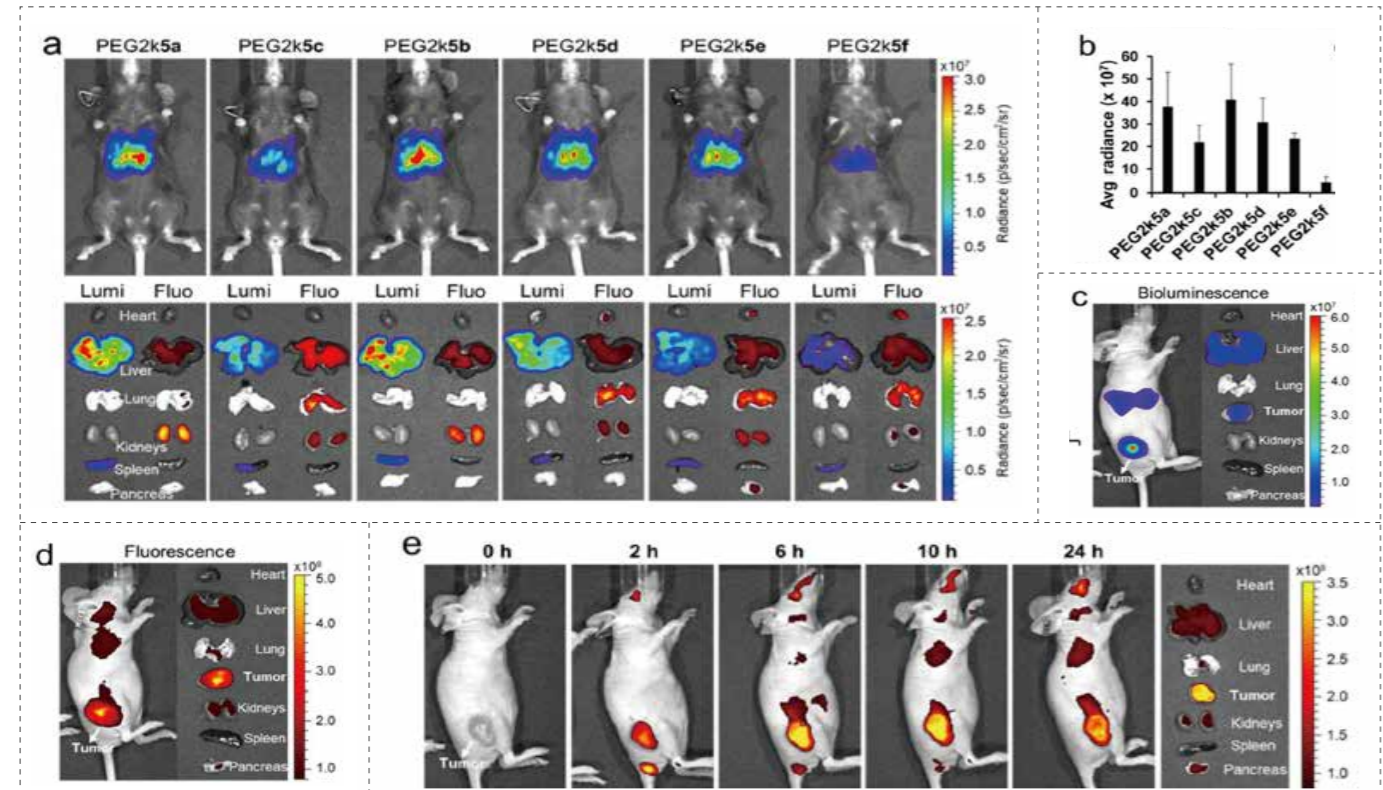 a
PEG2k5a PEG2k5c PEG2k5b PEG2k5d PEG2k5e PEG2k5f
x10⁷
3.0
2.5
2.0
1.5
1.0
0.5
Radiance (p/sec/cm²/sr)
Lumi Fluo Lumi Fluo Lumi Fluo Lumi Fluo Lumi Fluo Lumi Fluo
Heart
Liver
Lung
Kidneys
Spleen
Pancreas
x10⁷
2.5
2.0
1.5
1.0
0.5
Radiance (p/sec/cm²/sr)
b
Avg radiance (x 10⁷)
60
50
40
30
20
10
0
PEG2k5a PEG2k5c PEG2k5b PEG2k5d PEG2k5e PEG2k5f
c
Bioluminescence
Heart
Liver
Lung
Tumor
Kidneys
Spleen
Pancreas
Tumor
x10⁷
6.0
5.0
4.0
3.0
2.0
1.0
d
Fluorescence
Heart
Liver
Lung
Tumor
Kidneys
Spleen
Pancreas
Tumor
5.0
4.0
3.0
2.0
1.0
e
0 h 2 h 6 h 10 h 24 h
Tumor
Heart
Liver
Lung
Tumor
Kidneys
Spleen
Pancreas
3.5
3.0
2.5
2.0
1.5
1.0